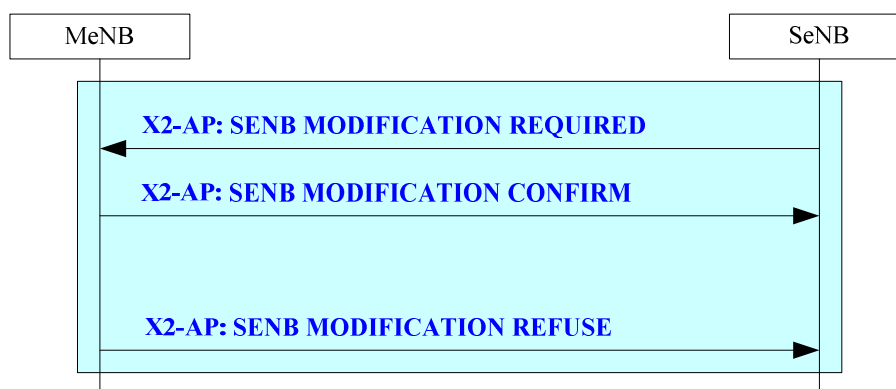 MeNB
SeNB
X2-AP: SENB MODIFICATION REQUIRED
X2-AP: SENB MODIFICATION CONFIRM
X2-AP: SENB MODIFICATION REFUSE